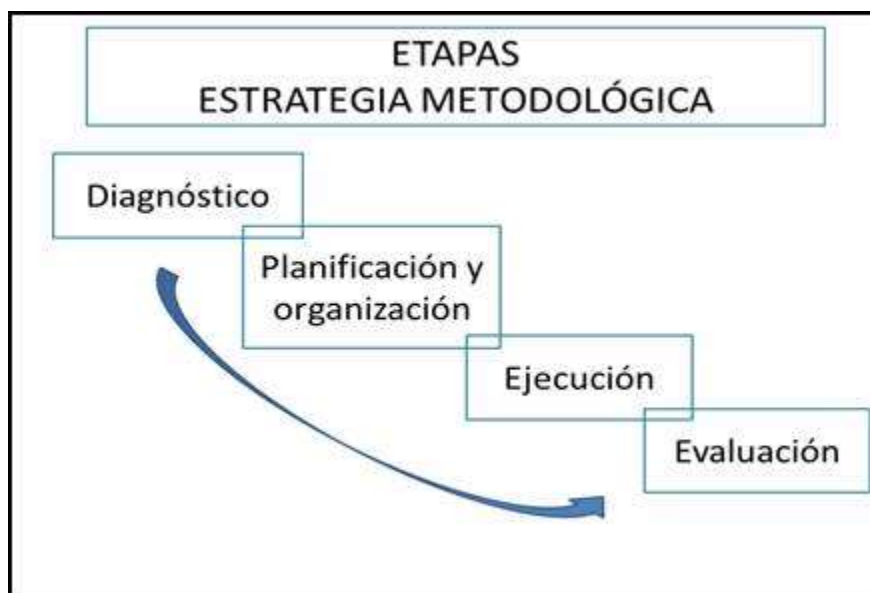 ETAPAS
ESTRATEGIA METODOLÓGICA
Diagnóstico
Planificación y
organización
Ejecución
Evaluación